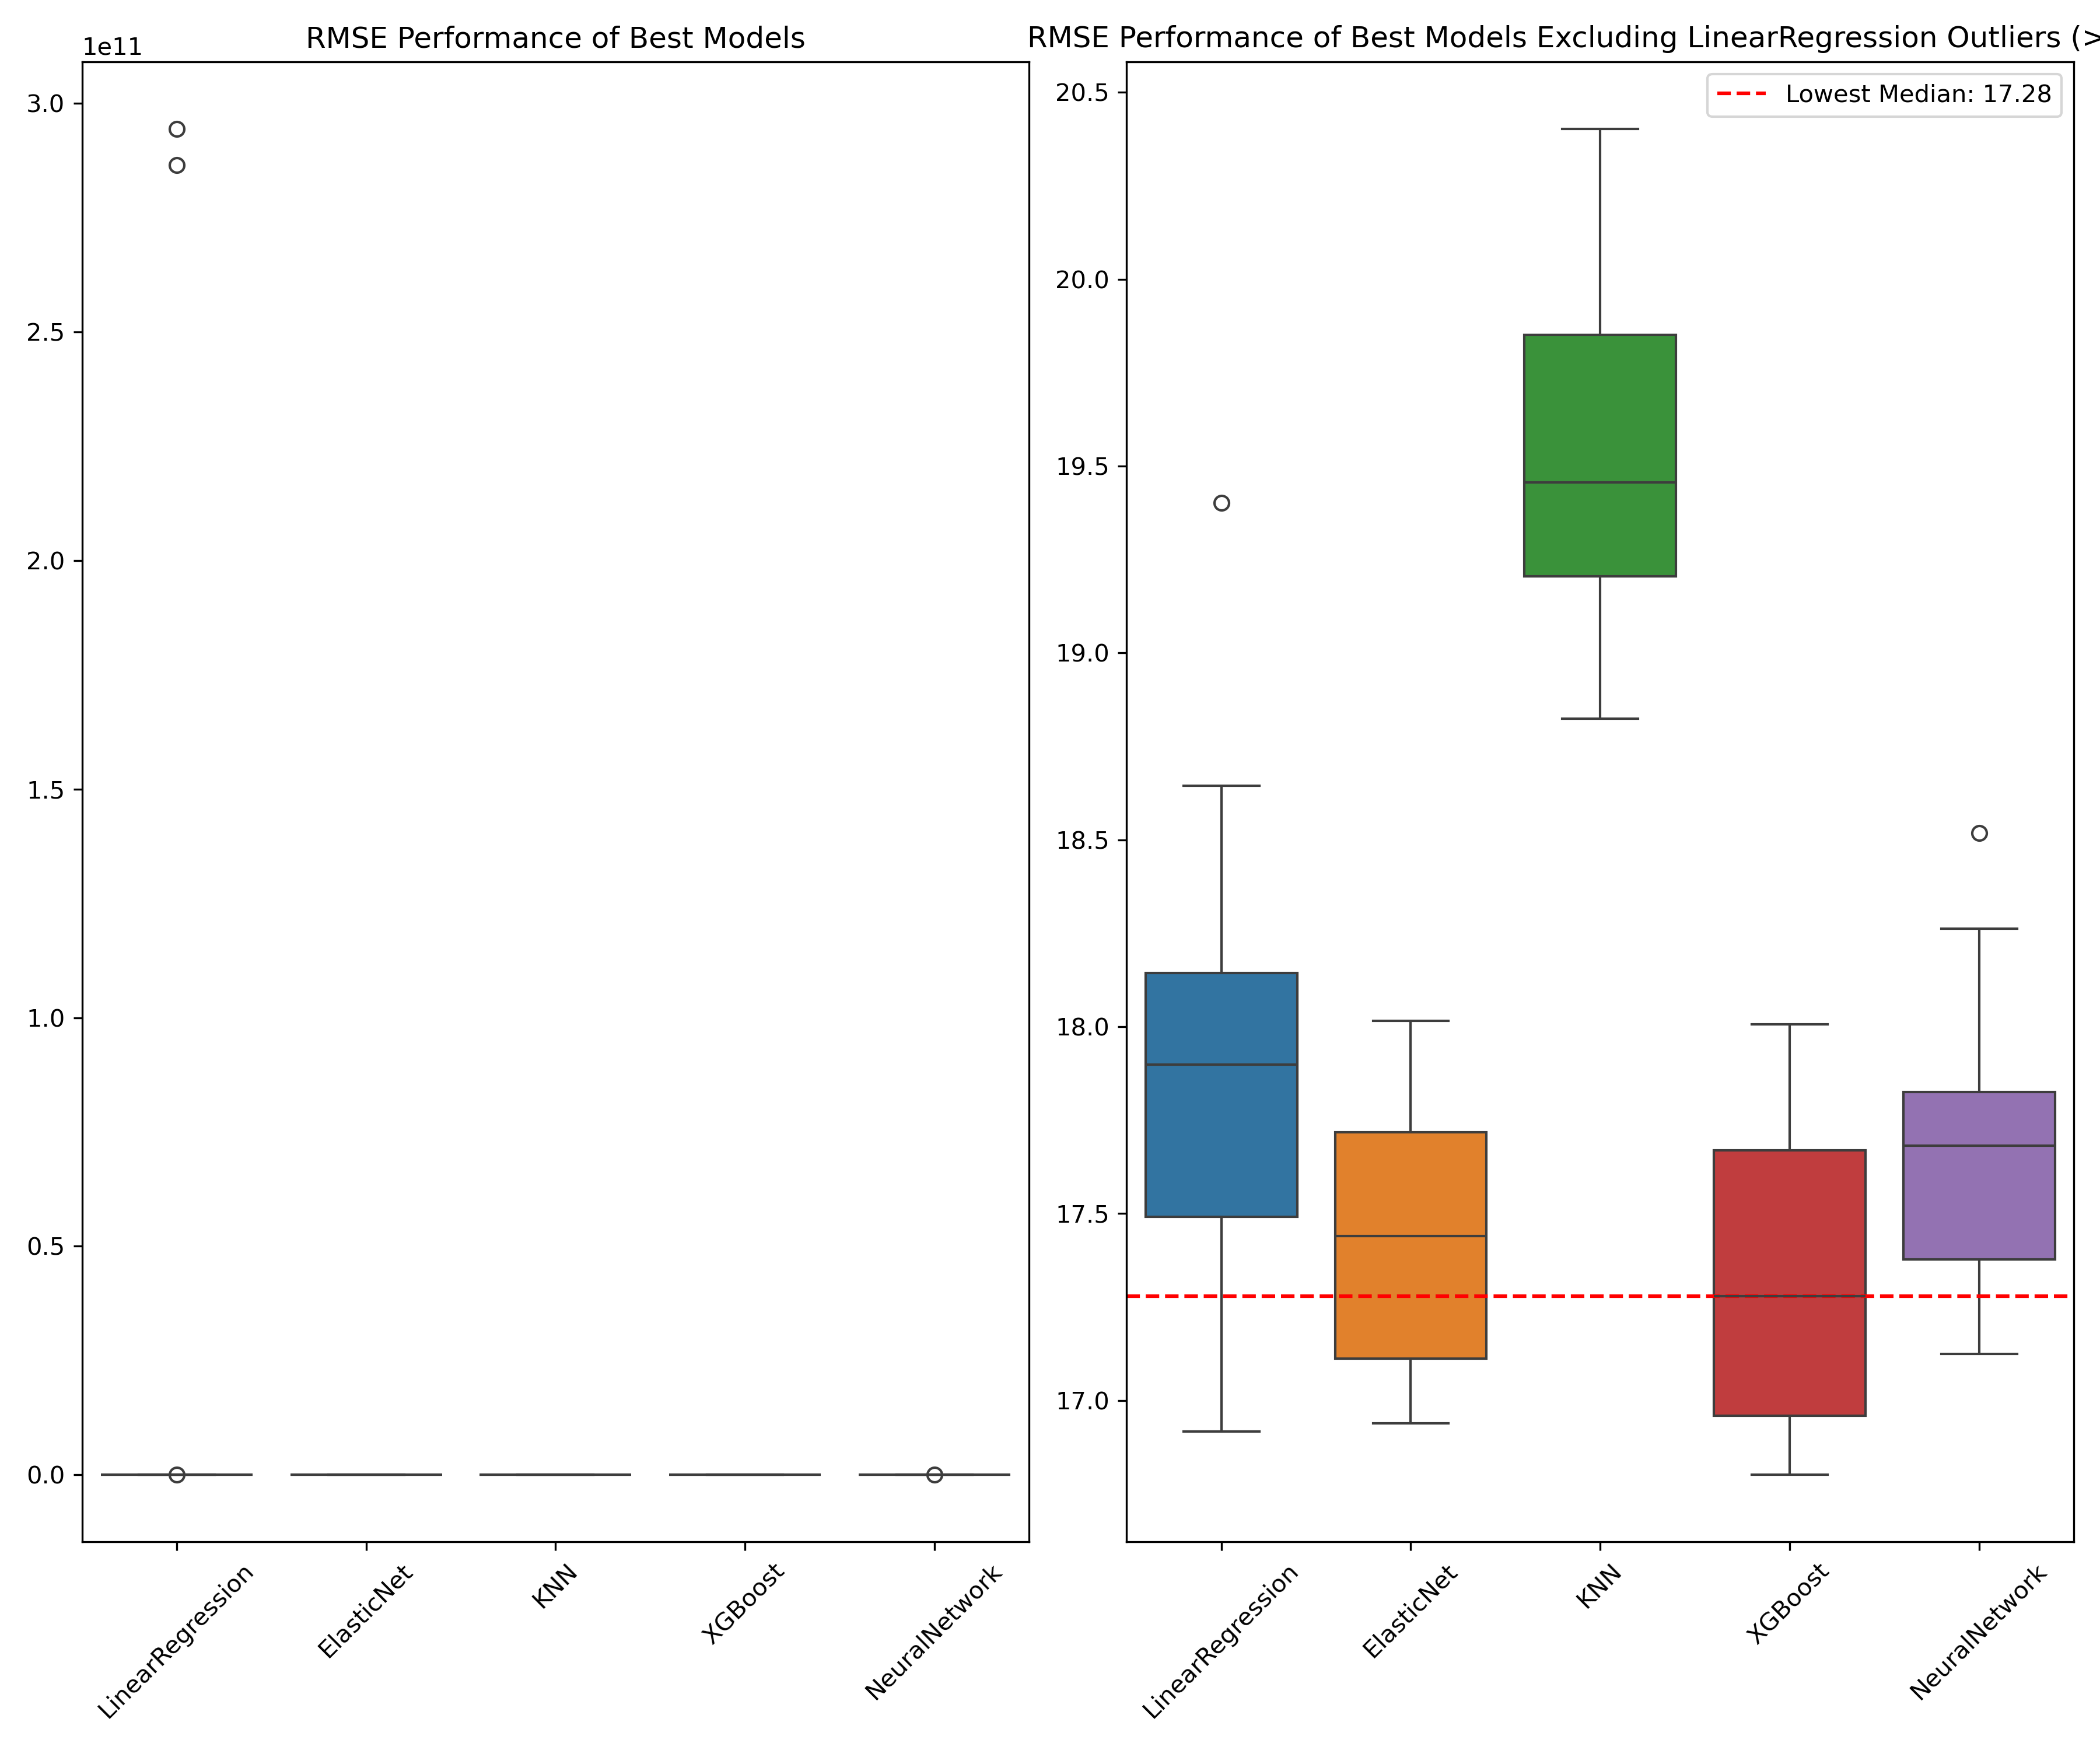 RMSE Performance of Best Models
1e11
3.0
2.5
2.0
1.5
1.0
0.5
0.0
LinearRegression
ElasticNet
KNN
XGBoost
NeuralNetwork
RMSE Performance of Best Models Excluding LinearRegression Outliers (>
Lowest Median: 17.28
20.5
20.0
19.5
19.0
18.5
18.0
17.5
17.0
LinearRegression
ElasticNet
KNN
XGBoost
NeuralNetwork